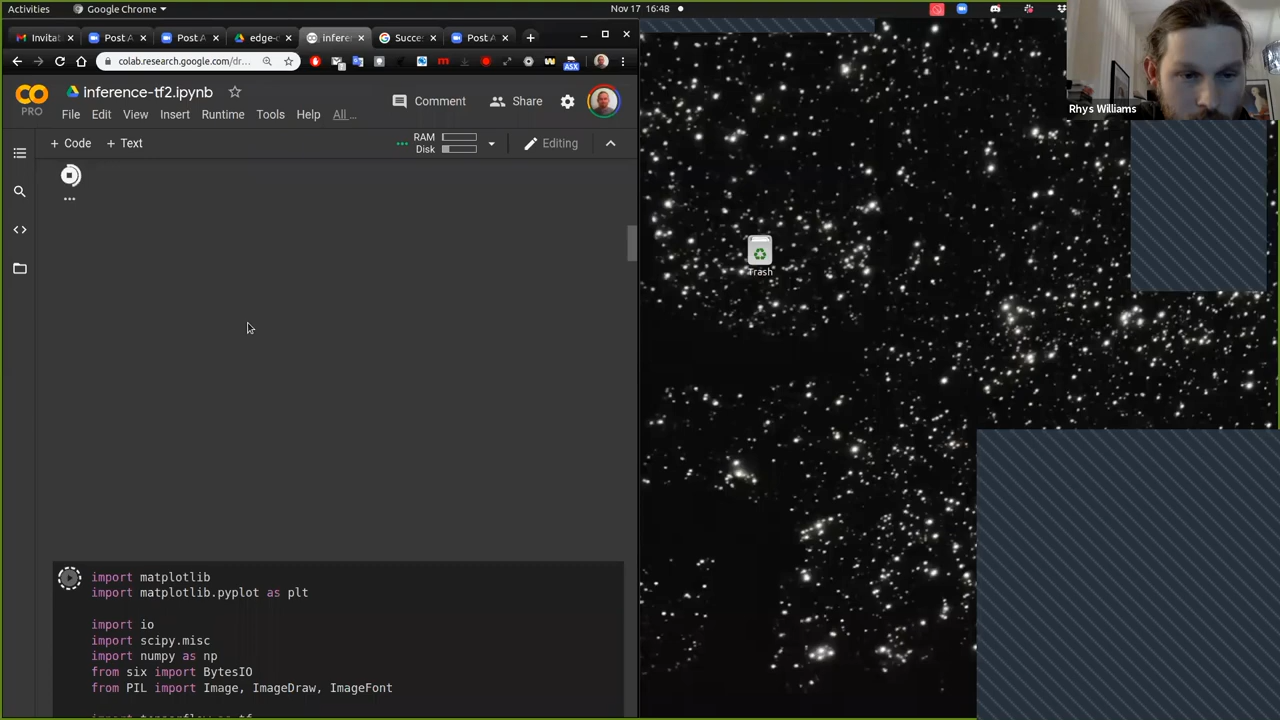 Activities
Google Chrome
Nov 17 16:48
Invitat
Post A
Post A
edge-c
infere
Succe
Post A
colab.research.google.com/dr...
ASX
CO
PRO
inference-tf2.ipynb
Comment
Share
File Edit View Insert Runtime Tools Help All ...
+ Code + Text
RAM
Disk
Editing
...
Trash
Rhys Williams
import matplotlib
import matplotlib.pyplot as plt
import io
import scipy.misc
import numpy as np
from six import BytesIO
from PIL import Image, ImageDraw, ImageFont